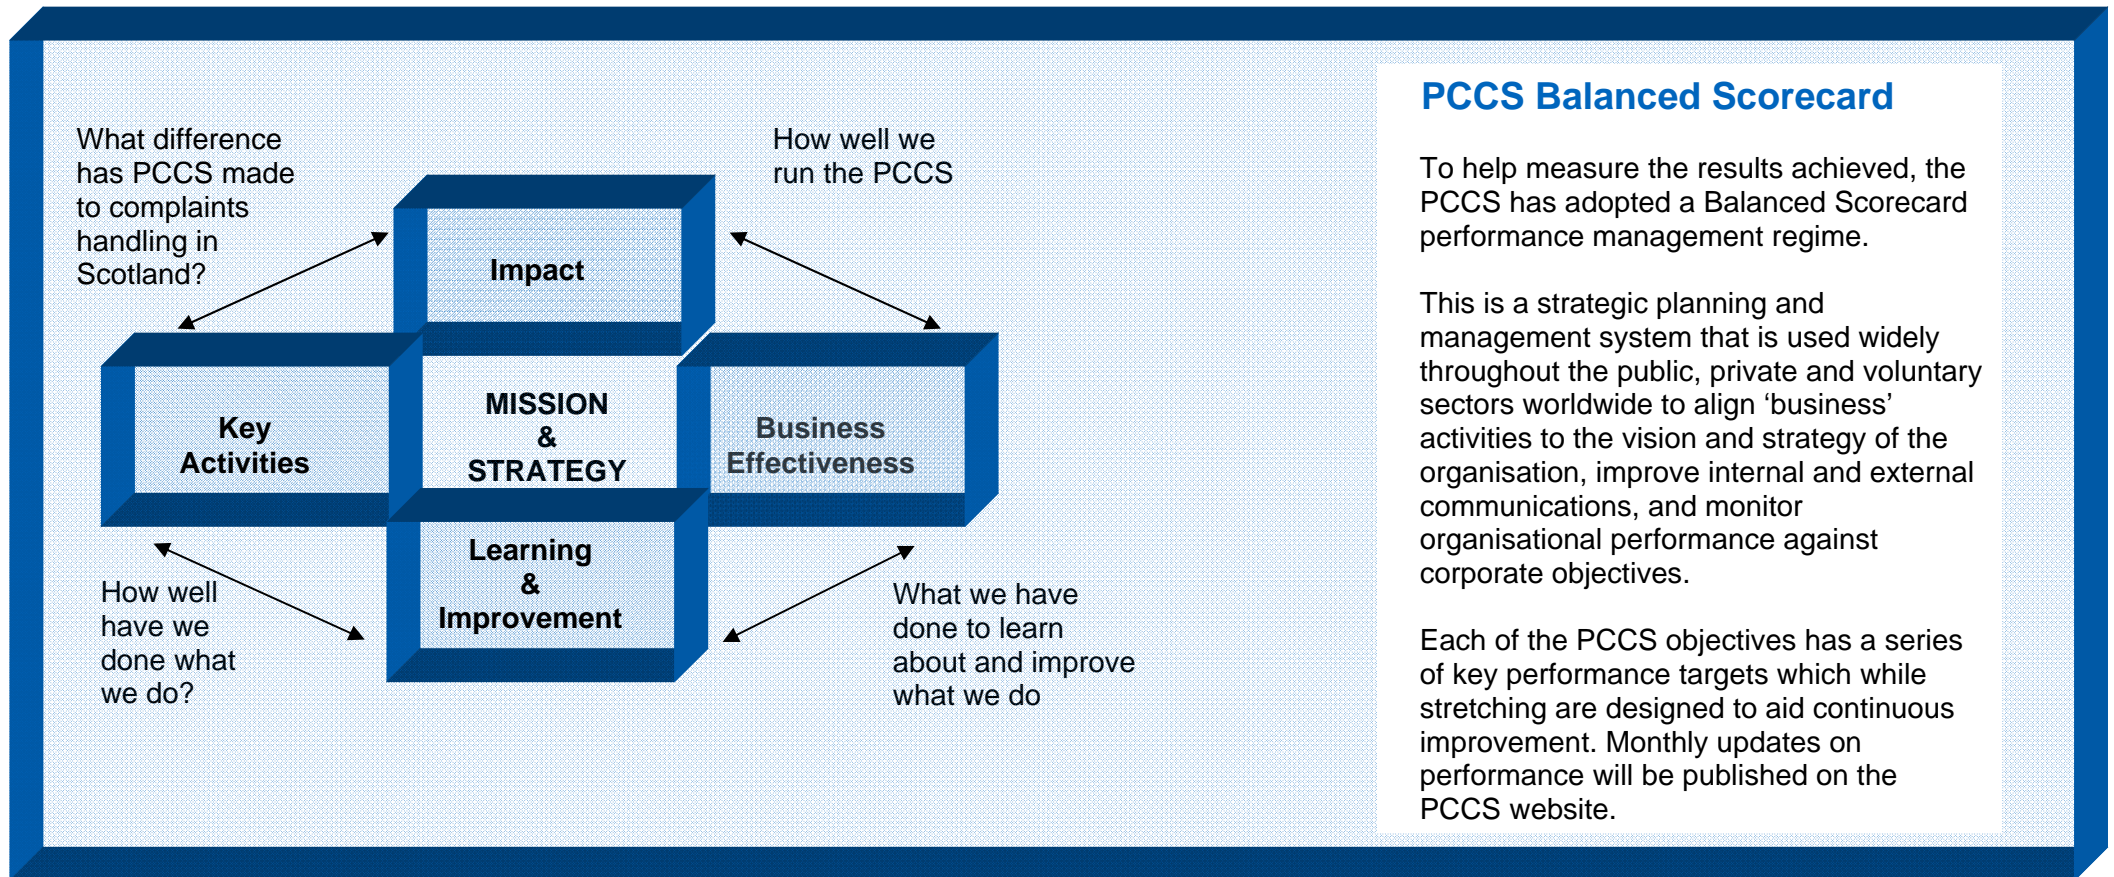 What difference
has PCCS made
to complaints
handling in
Scotland?
How well we
run the PCCS
Impact
Key
Activities
MISSION
&
STRATEGY
Business
Effectiveness
Learning
&
Improvement
How well
have we
done what
we do?
What we have
done to learn
about and improve
what we do
PCCS Balanced Scorecard
To help measure the results achieved, the
PCCS has adopted a Balanced Scorecard
performance management regime.
This is a strategic planning and
management system that is used widely
throughout the public, private and voluntary
sectors worldwide to align ‘business’
activities to the vision and strategy of the
organisation, improve internal and external
communications, and monitor
organisational performance against
corporate objectives.
Each of the PCCS objectives has a series
of key performance targets which while
stretching are designed to aid continuous
improvement. Monthly updates on
performance will be published on the
PCCS website.